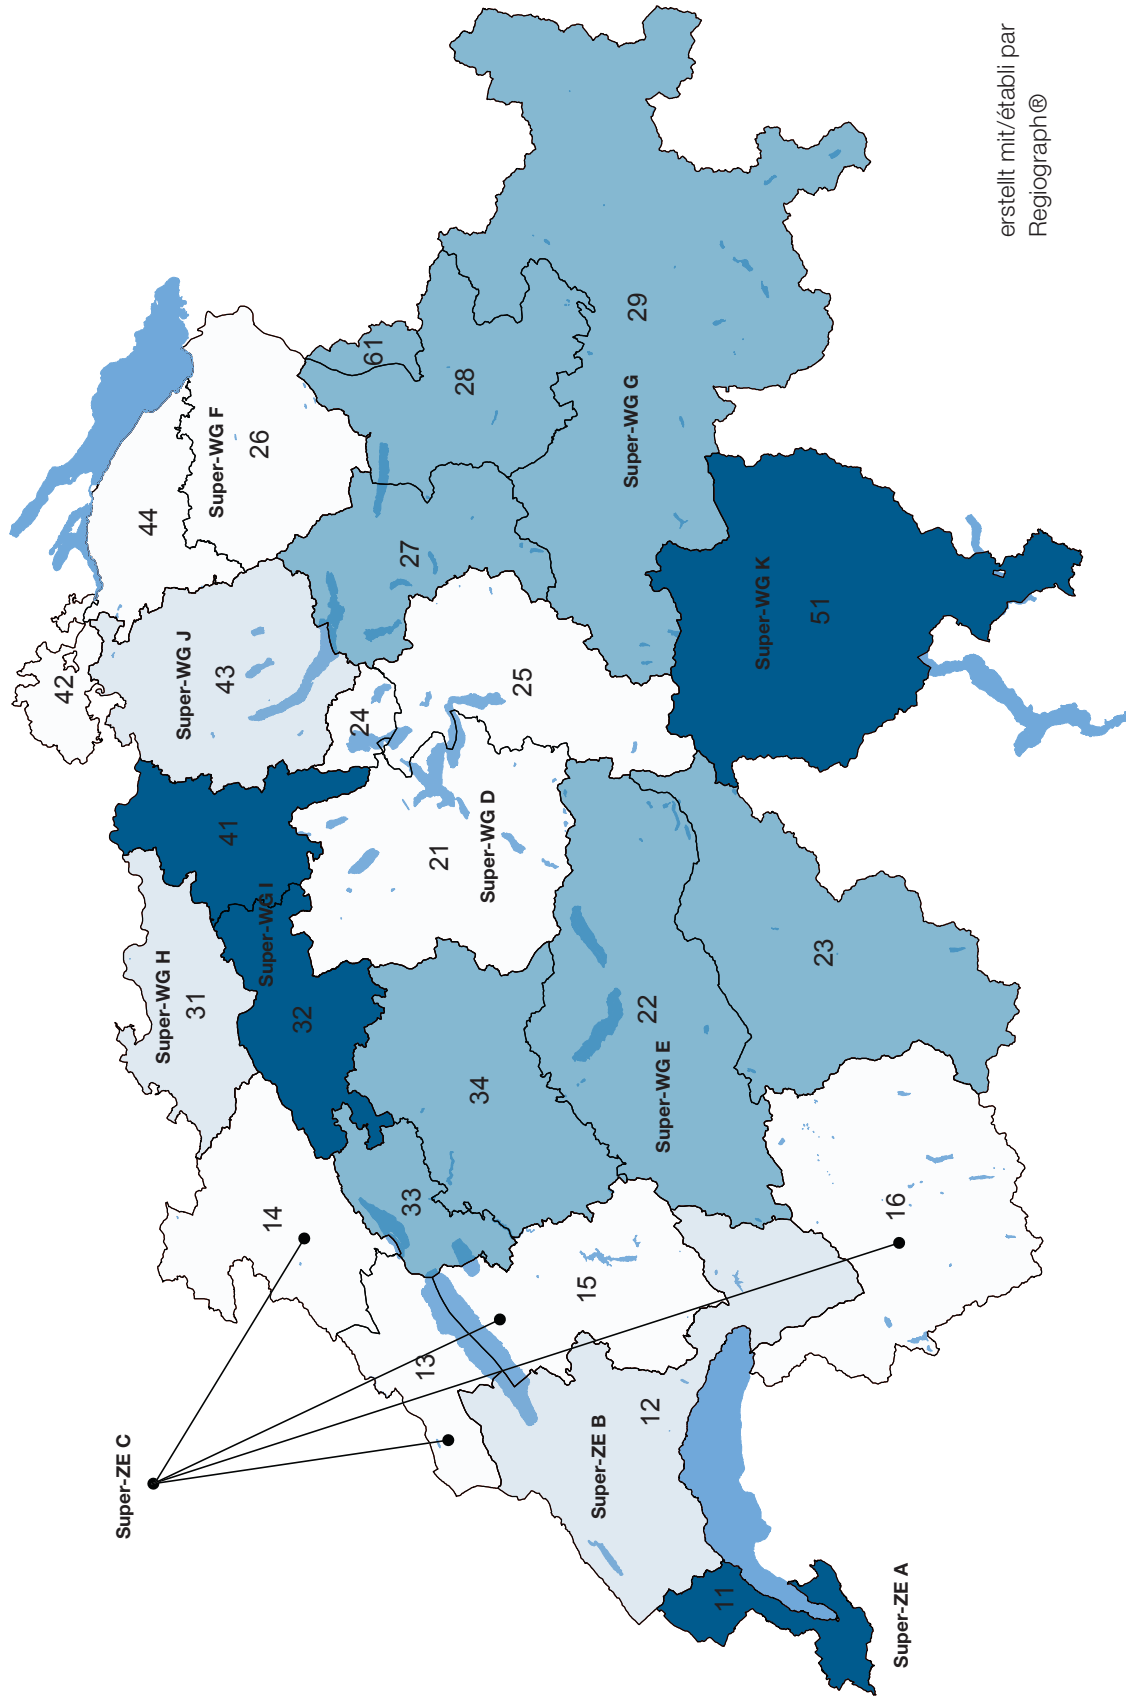 42
44
Super-WG F
26
Super-WG J
43
41
Super-WG H
31
Super-WG I
32
61
28
27
24
25
21
Super-WG D
Super-WG G
29
14
33
34
Super-ZE C
13
15
22
Super-WG E
Super-WG K
51
23
Super-ZE B
12
16
11
Super-ZE A
erstellt mit/établi par
Regiograph®